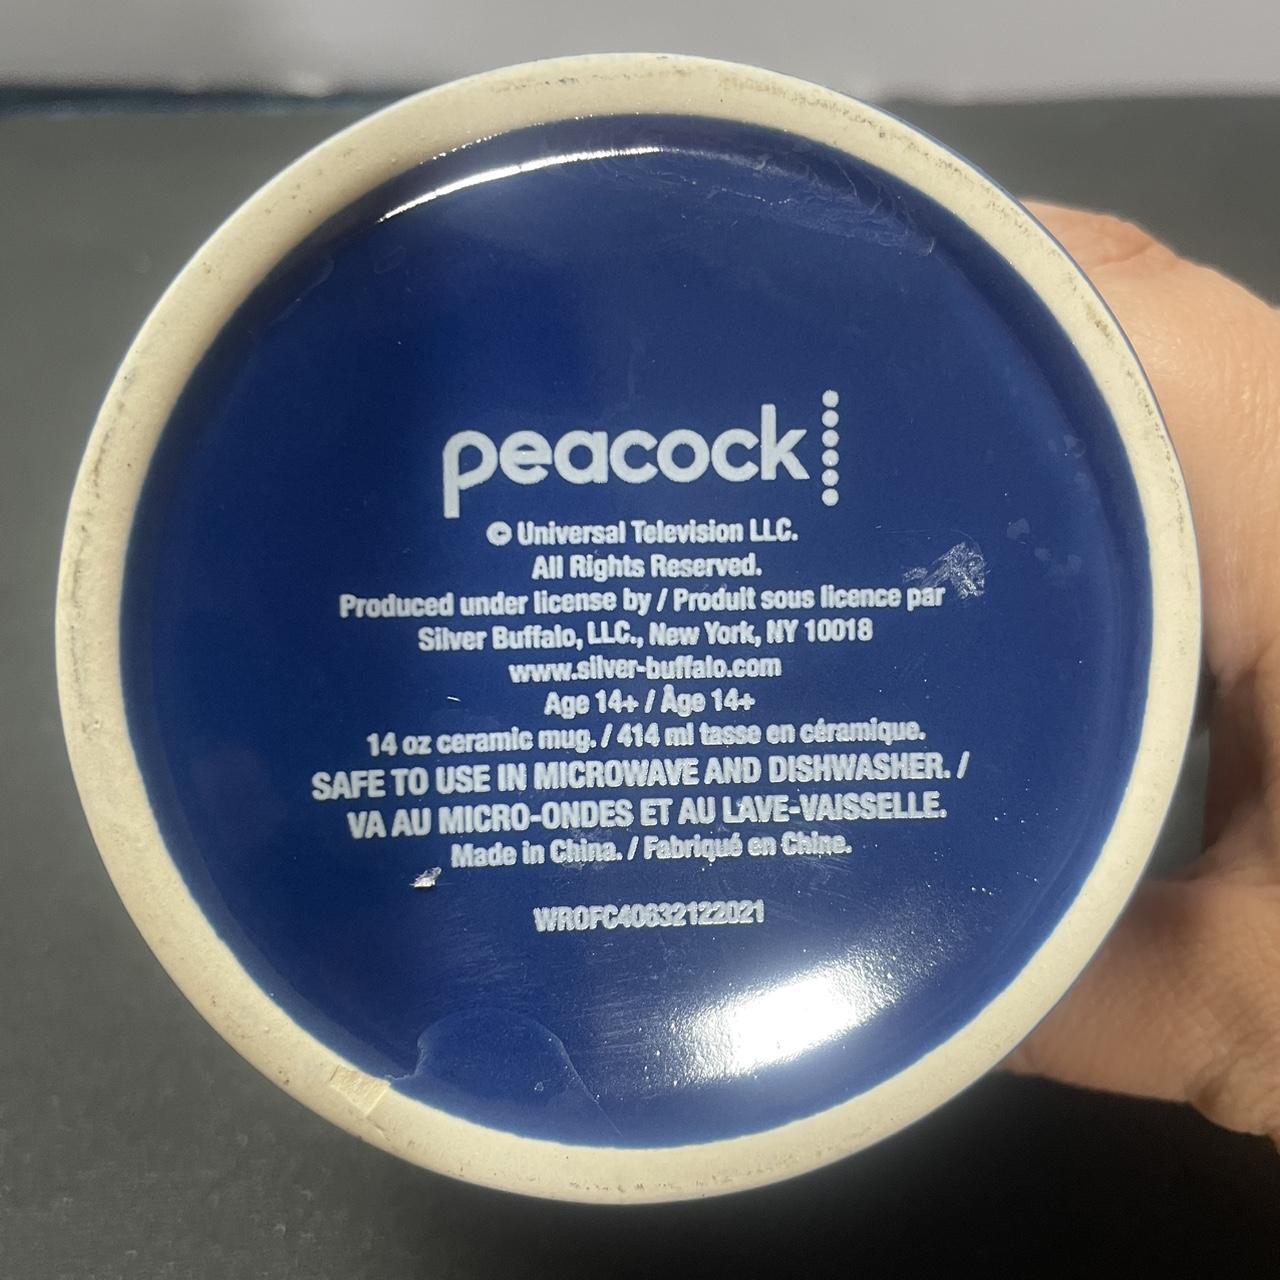 peacock
© Universal Television LLC.
All Rights Reserved.
Produced under license by / Produit sous licence par
Silver Buffalo, LLC., New York, NY 10018
www.silver-buffalo.com
Age 14+ / Âge 14+
14 oz ceramic mug. / 414 ml tasse en céramique.
SAFE TO USE IN MICROWAVE AND DISHWASHER. /
VA AU MICRO-ONDES ET AU LAVE-VAISSELLE.
Made in China. / Fabriqué en Chine.
WROFC40632122021